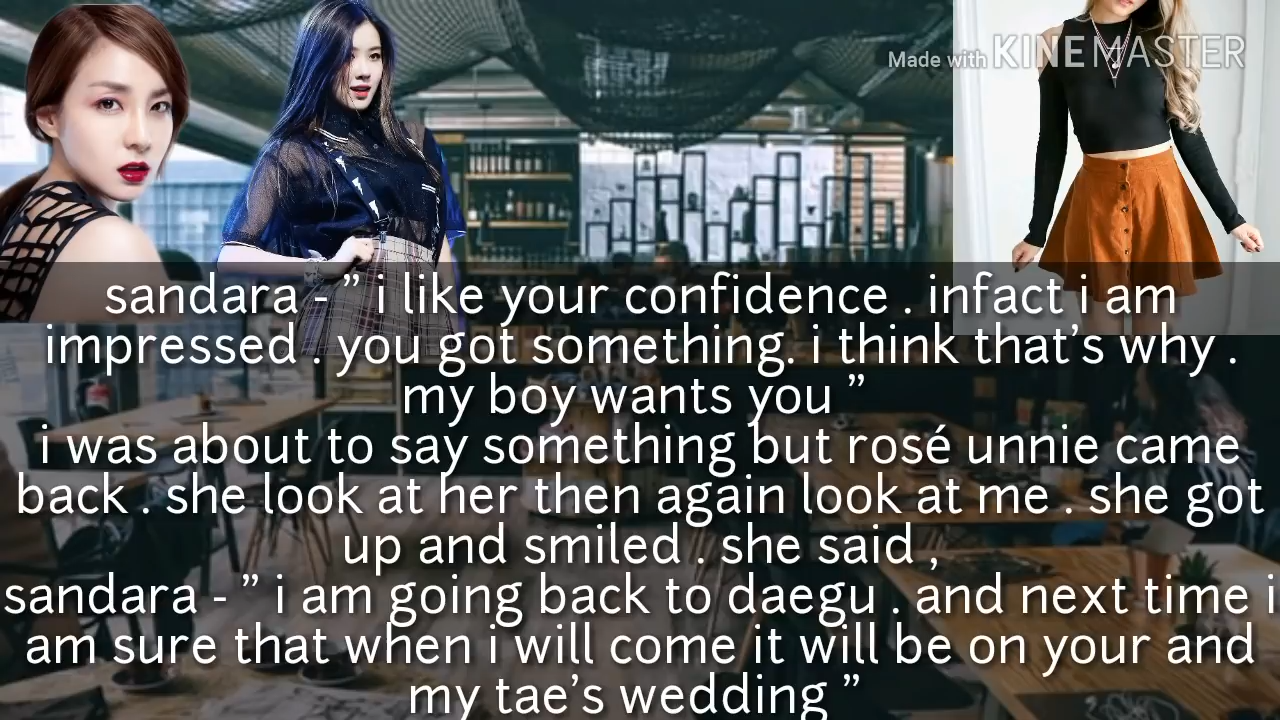 Made with KINEMASTER
sandara - ” i like your confidence . infact i am
impressed . you got something. i think that’s why .
my boy wants you ”
i was about to say something but rosé unnie came
back . she look at her then again look at me . she got
up and smiled . she said ,
sandara - ” i am going back to daegu . and next time i
am sure that when i will come it will be on your and
my tae’s wedding ”